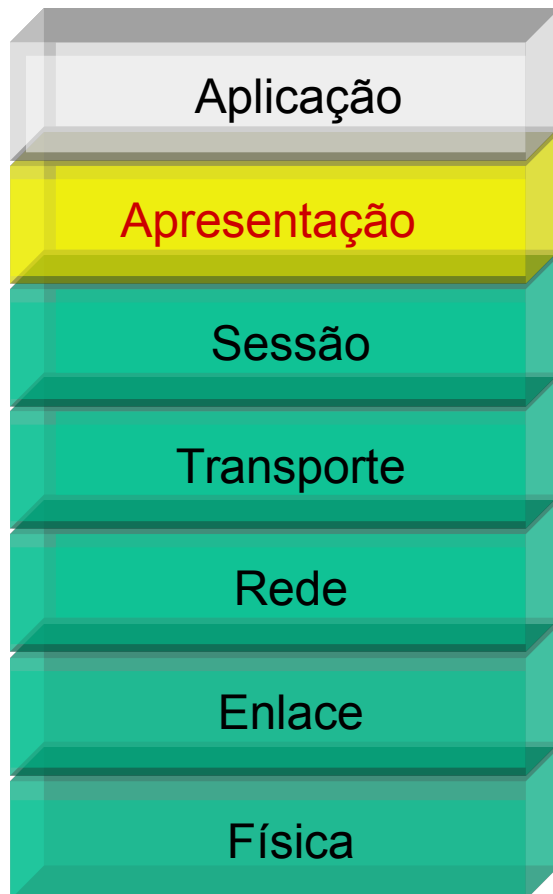 Aplicação
Apresentação
Sessão
Transporte
Rede
Enlace
Física